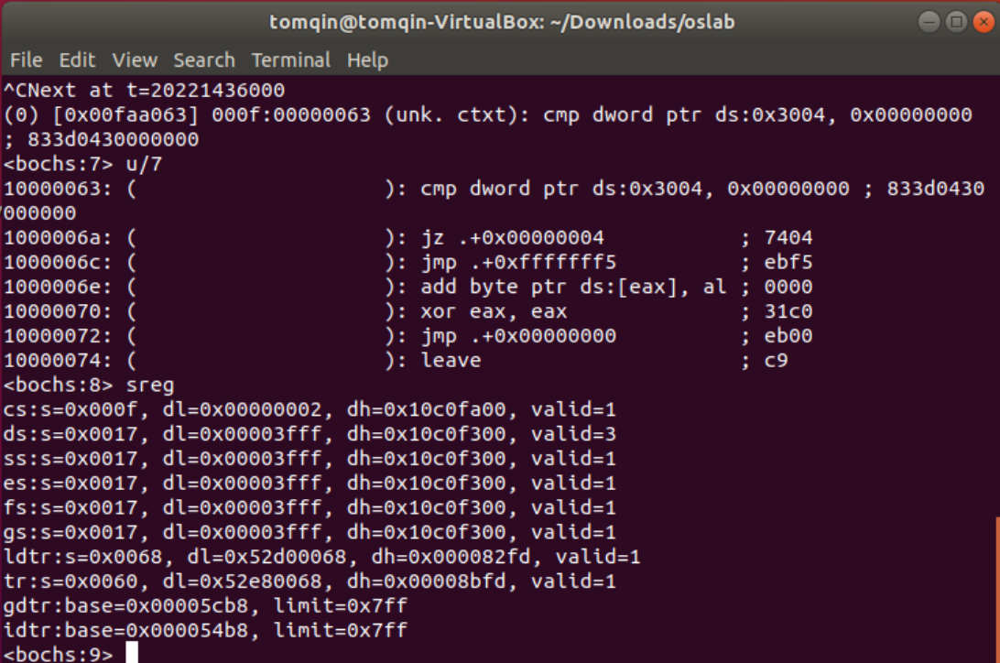 tomqin@tomqin-VirtualBox: ~/Downloads/oslab
File Edit View Search Terminal Help
^CNext at t=20221436000
(0) [0x00faa063] 000f:00000063 (unk. ctxt): cmp dword ptr ds:0x3004, 0x00000000
; 833d0430000000
<bochs:7> u/7
10000063: (                    ): cmp dword ptr ds:0x3004, 0x00000000 ; 833d0430
000000
1000006a: (                    ): jz .+0x00000004           ; 7404
1000006c: (                    ): jmp .+0xfffffff5          ; ebf5
1000006e: (                    ): add byte ptr ds:[eax], al ; 0000
10000070: (                    ): xor eax, eax              ; 31c0
10000072: (                    ): jmp .+0x00000000          ; eb00
10000074: (                    ): leave                     ; c9
<bochs:8> sreg
cs:s=0x000f, dl=0x00000002, dh=0x10c0fa00, valid=1
ds:s=0x0017, dl=0x00003fff, dh=0x10c0f300, valid=3
ss:s=0x0017, dl=0x00003fff, dh=0x10c0f300, valid=1
es:s=0x0017, dl=0x00003fff, dh=0x10c0f300, valid=1
fs:s=0x0017, dl=0x00003fff, dh=0x10c0f300, valid=1
gs:s=0x0017, dl=0x00003fff, dh=0x10c0f300, valid=1
ldtr:s=0x0068, dl=0x52d00068, dh=0x000082fd, valid=1
tr:s=0x0060, dl=0x52e80068, dh=0x00008bfd, valid=1
gdtr:base=0x00005cb8, limit=0x7ff
idtr:base=0x000054b8, limit=0x7ff
<bochs:9>